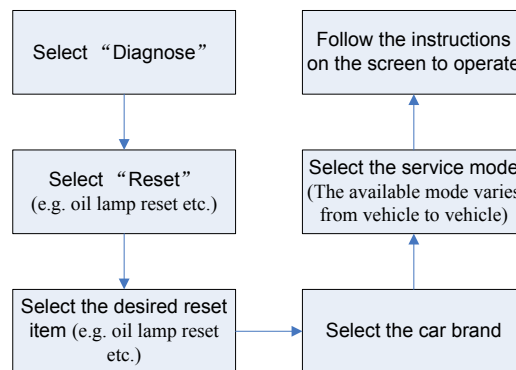 Select “Diagnose”
Select “Reset”
(e.g. oil lamp reset etc.)
Select the desired reset
item (e.g. oil lamp reset
etc.)
Select the car brand
Select the service mode
(The available mode varies
from vehicle to vehicle)
Follow the instructions
on the screen to operate